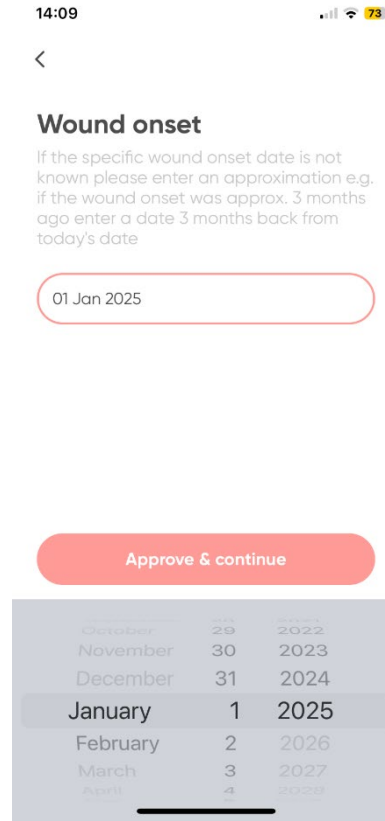 14:09
73
Wound onset
If the specific wound onset date is not
known please enter an approximation e.g.
if the wound onset was approx. 3 months
ago enter a date 3 months back from
today's date
01 Jan 2025
Approve & continue
October 29 2022
November 30 2023
December 31 2024
January 1 2025
February 2 2026
March 3 2027
April 4 2028